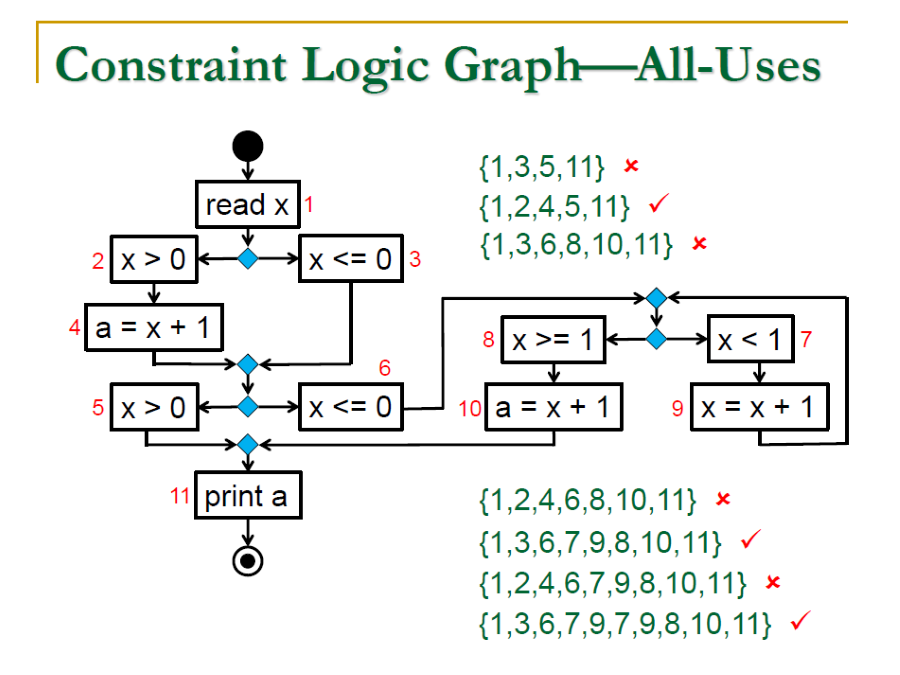 Constraint Logic Graph—All-Uses
{1,3,5,11} ×
read x 1
{1,2,4,5,11} ✓
2 x > 0
x <= 0 3
{1,3,6,8,10,11} ×
4 a = x + 1
8 x >= 1
x < 1 7
6
5 x > 0
x <= 0
10 a = x + 1
9 x = x + 1
11 print a
{1,2,4,6,8,10,11} ×
{1,3,6,7,9,8,10,11} ✓
{1,2,4,6,7,9,8,10,11} ×
{1,3,6,7,9,7,9,8,10,11} ✓